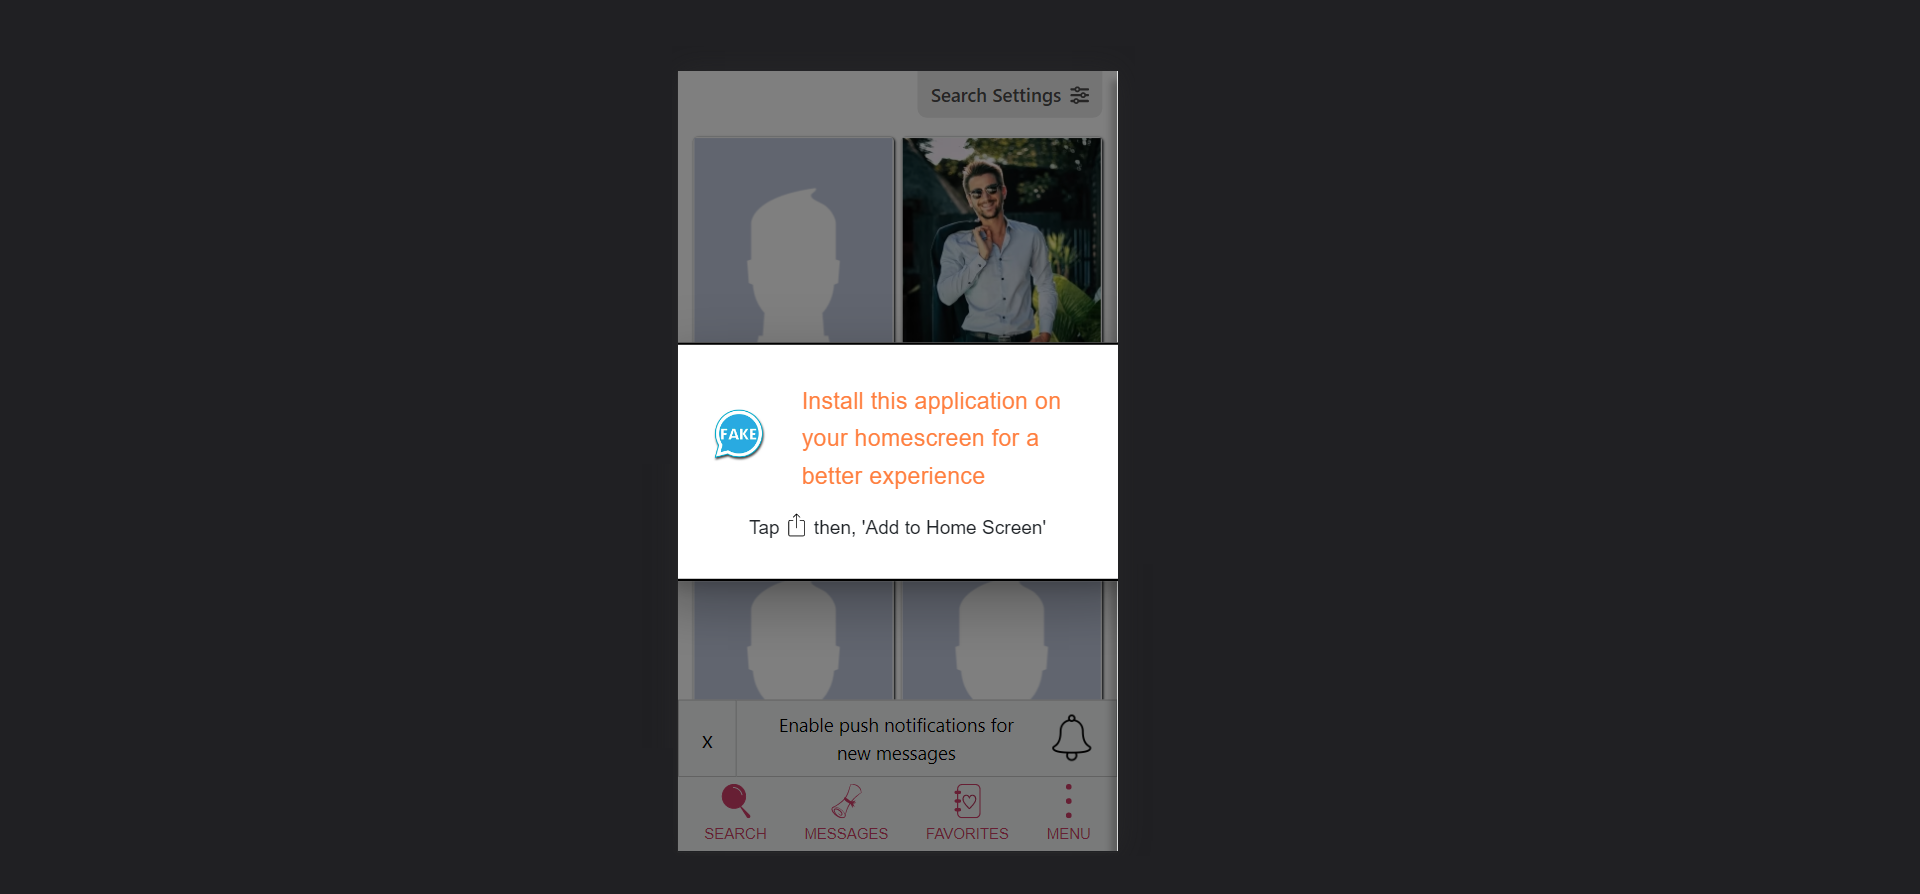 Search Settings
FAKE
Install this application on
your homescreen for a
better experience
Tap then, 'Add to Home Screen'
X
Enable push notifications for
new messages
SEARCH MESSAGES FAVORITES MENU